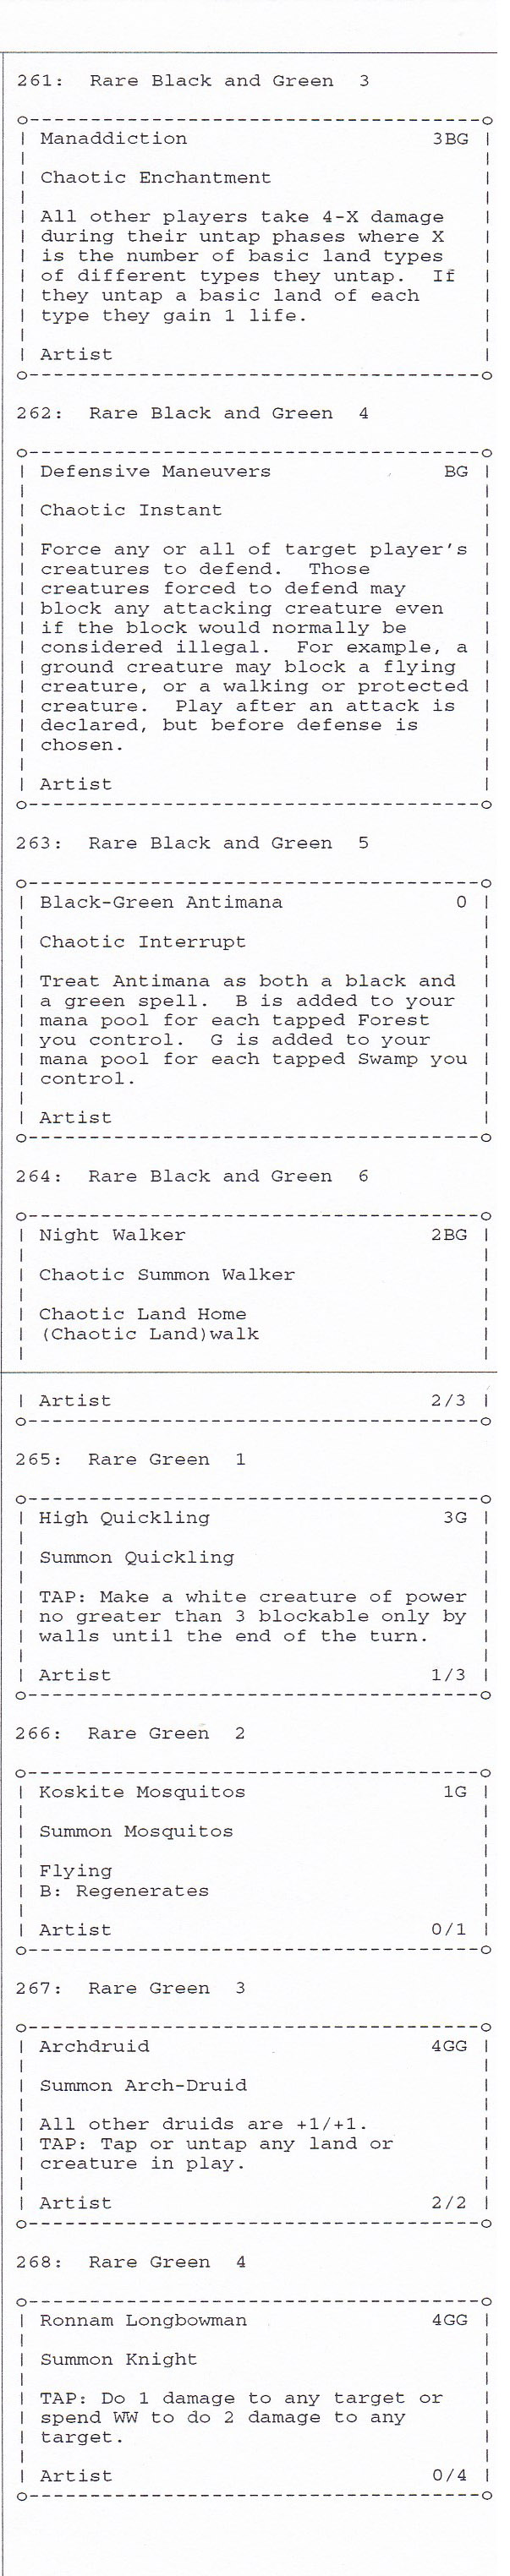 261:  Rare Black and Green  3
o-------------------------------------o
| Manaddiction                    3BG |
|                                     |
| Chaotic Enchantment                 |
|                                     |
| All other players take 4-X damage   |
| during their untap phases where X   |
| is the number of basic land types   |
| of different types they untap.  If  |
| they untap a basic land of each     |
| type they gain 1 life.              |
|                                     |
| Artist                              |
o-------------------------------------o
262:  Rare Black and Green  4
o-------------------------------------o
| Defensive Maneuvers              BG |
|                                     |
| Chaotic Instant                     |
|                                     |
| Force any or all of target player's |
| creatures to defend.  Those         |
| creatures forced to defend may      |
| block any attacking creature even   |
| if the block would normally be      |
| considered illegal.  For example, a |
| ground creature may block a flying  |
| creature, or a walking or protected |
| creature.  Play after an attack is  |
| declared, but before defense is     |
| chosen.                             |
|                                     |
| Artist                              |
o-------------------------------------o
263:  Rare Black and Green  5
o-------------------------------------o
| Black-Green Antimana              0 |
|                                     |
| Chaotic Interrupt                   |
|                                     |
| Treat Antimana as both a black and  |
| a green spell.  B is added to your  |
| mana pool for each tapped Forest    |
| you control.  G is added to your    |
| mana pool for each tapped Swamp you |
| control.                            |
|                                     |
| Artist                              |
o-------------------------------------o
264:  Rare Black and Green  6
o-------------------------------------o
| Night Walker                    2BG |
|                                     |
| Chaotic Summon Walker               |
|                                     |
| Chaotic Land Home                   |
| (Chaotic Land)walk                  |
|                                     |
| Artist                          2/3 |
o-------------------------------------o
265:  Rare Green  1
o-------------------------------------o
| High Quickling                   3G |
|                                     |
| Summon Quickling                    |
|                                     |
| TAP: Make a white creature of power |
| no greater than 3 blockable only by |
| walls until the end of the turn.    |
|                                     |
| Artist                          1/3 |
o-------------------------------------o
266:  Rare Green  2
o-------------------------------------o
| Koskite Mosquitos                1G |
|                                     |
| Summon Mosquitos                    |
|                                     |
| Flying                              |
| B: Regenerates                      |
|                                     |
| Artist                          0/1 |
o-------------------------------------o
267:  Rare Green  3
o-------------------------------------o
| Archdruid                       4GG |
|                                     |
| Summon Arch-Druid                   |
|                                     |
| All other druids are +1/+1.         |
| TAP: Tap or untap any land or       |
| creature in play.                   |
|                                     |
| Artist                          2/2 |
o-------------------------------------o
268:  Rare Green  4
o-------------------------------------o
| Ronnam Longbowman               4GG |
|                                     |
| Summon Knight                       |
|                                     |
| TAP: Do 1 damage to any target or   |
| spend WW to do 2 damage to any      |
| target.                             |
|                                     |
| Artist                          0/4 |
o-------------------------------------o